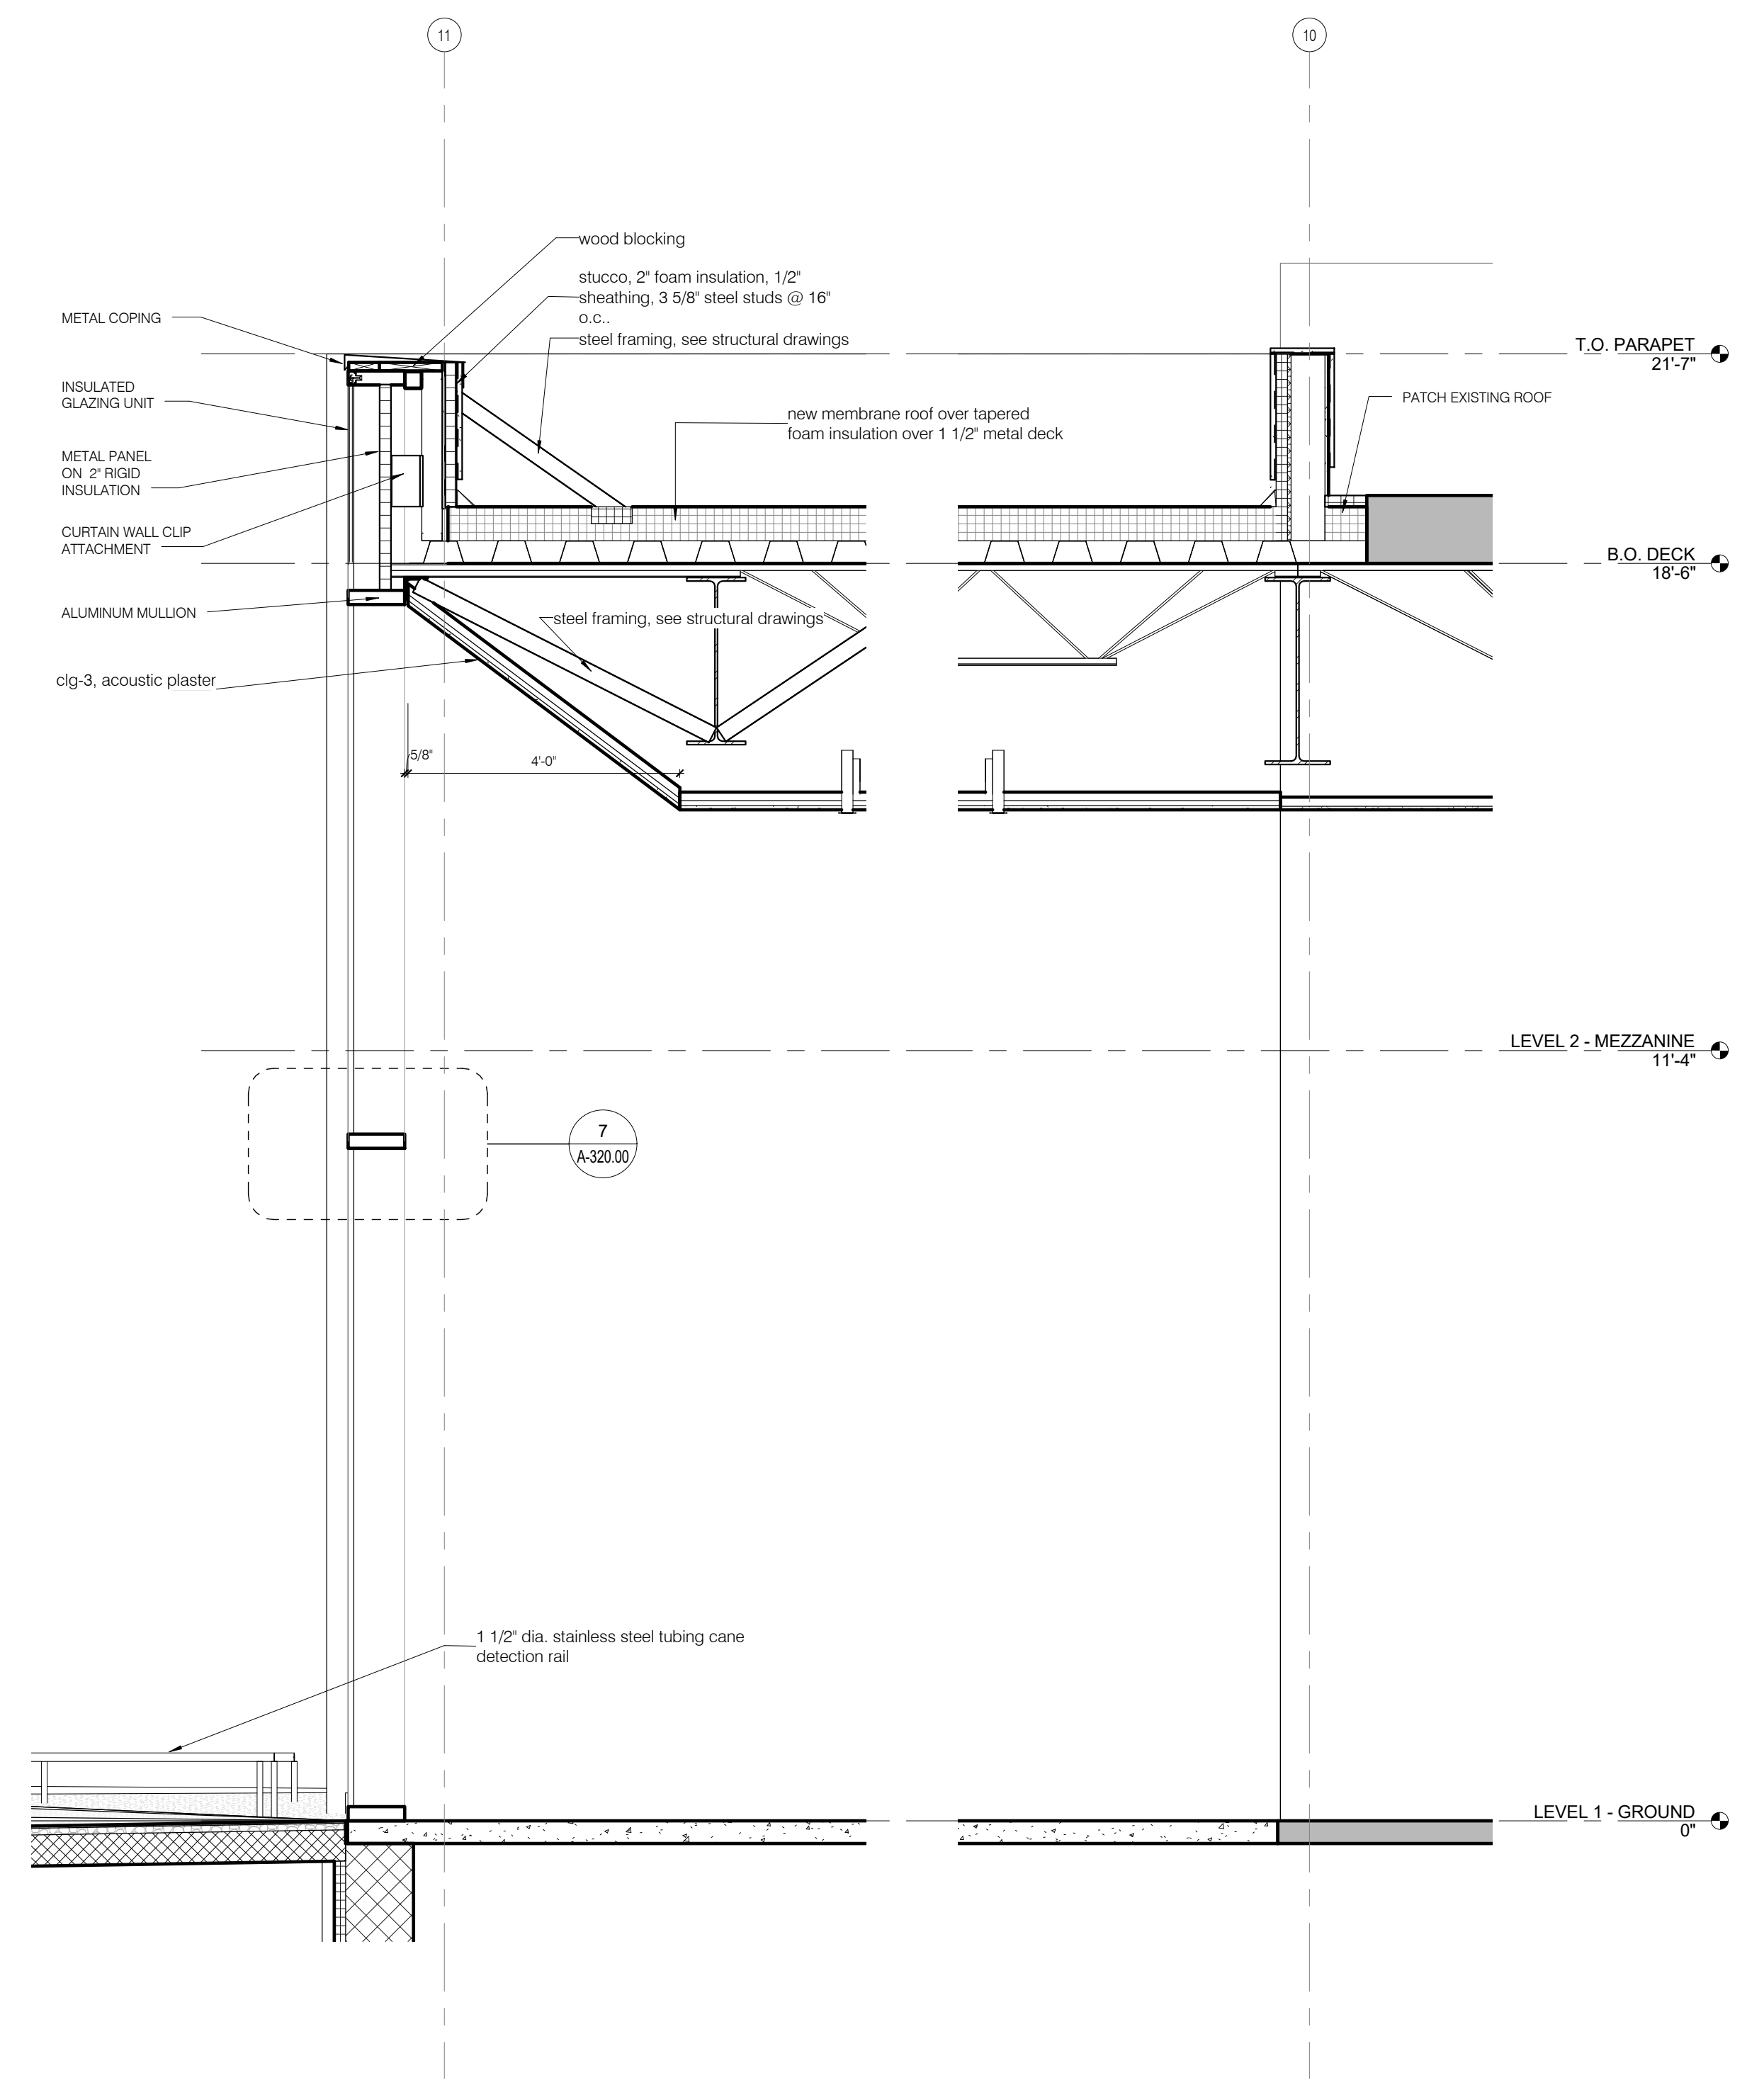 11
10
wood blocking
stucco, 2" foam insulation, 1/2"
sheathing, 3 5/8" steel studs @ 16"
o.c..
steel framing, see structural drawings
METAL COPING
T.O. PARAPET
21'-7"
INSULATED
GLAZING UNIT
PATCH EXISTING ROOF
new membrane roof over tapered
foam insulation over 1 1/2" metal deck
METAL PANEL
ON 2" RIGID
INSULATION
CURTAIN WALL CLIP
ATTACHMENT
B.O. DECK
18'-6"
ALUMINUM MULLION
steel framing, see structural drawings
clg-3, acoustic plaster
5/8"
4'-0"
LEVEL 2 - MEZZANINE
11'-4"
7
A-320.00
1 1/2" dia. stainless steel tubing cane
detection rail
LEVEL 1 - GROUND
0"